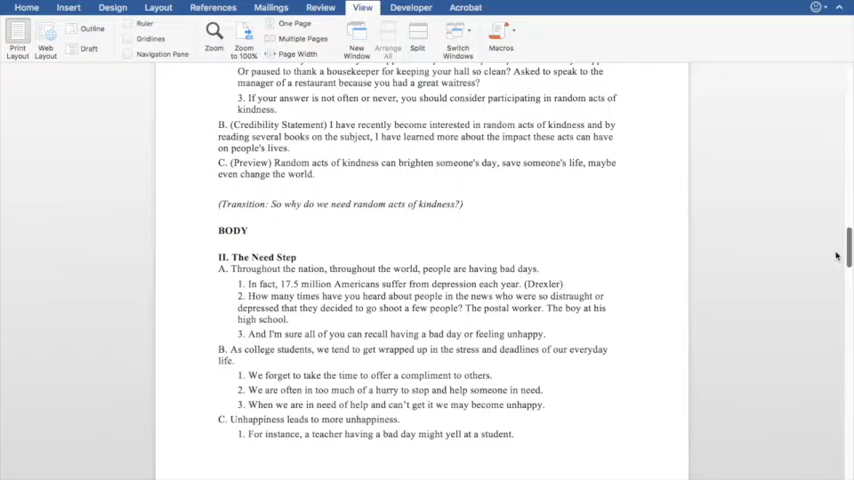 Home Insert Design Layout References Mailings Review View Developer Acrobat
Print Layout
Web Layout
Outline
Draft
Ruler
Gridlines
Navigation Pane
Zoom
Zoom to 100%
One Page
Multiple Pages
Page Width
New Window
Arrange All
Split
Switch Windows
Macros
Or paused to thank a housekeeper for keeping your hall so clean? Asked to speak to the
manager of a restaurant because you had a great waitress?
3. If your answer is not often or never, you should consider participating in random acts of
kindness.
B. (Credibility Statement) I have recently become interested in random acts of kindness and by
reading several books on the subject, I have learned more about the impact these acts can have
on people's lives.
C. (Preview) Random acts of kindness can brighten someone's day, save someone's life, maybe
even change the world.
(Transition: So why do we need random acts of kindness?)
BODY
II. The Need Step
A. Throughout the nation, throughout the world, people are having bad days.
1. In fact, 17.5 million Americans suffer from depression each year. (Drexler)
2. How many times have you heard about people in the news who were so distraught or
depressed that they decided to go shoot a few people? The postal worker. The boy at his
high school.
3. And I'm sure all of you can recall having a bad day or feeling unhappy.
B. As college students, we tend to get wrapped up in the stress and deadlines of our everyday
life.
1. We forget to take the time to offer a compliment to others.
2. We are often in too much of a hurry to stop and help someone in need.
3. When we are in need of help and can't get it we may become unhappy.
C. Unhappiness leads to more unhappiness.
1. For instance, a teacher having a bad day might yell at a student.